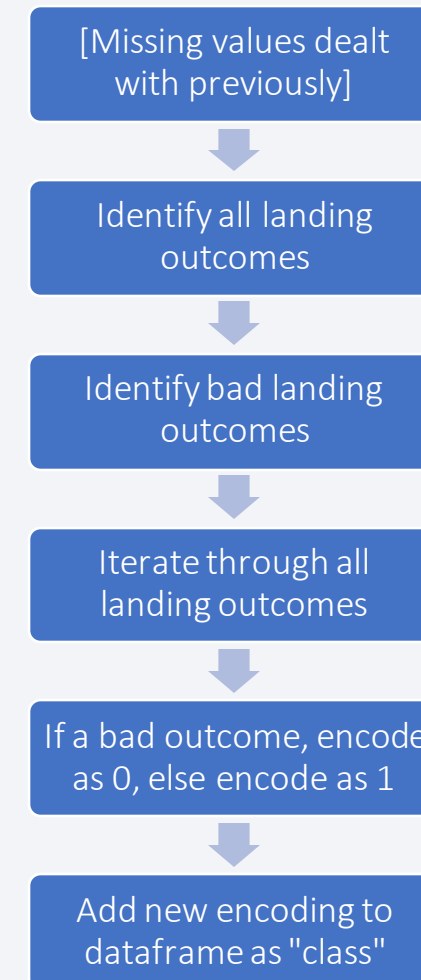 [Missing values dealt
with previously]
Identify all landing
outcomes
Identify bad landing
outcomes
Iterate through all
landing outcomes
If a bad outcome, encode
as 0, else encode as 1
Add new encoding to
dataframe as "class"